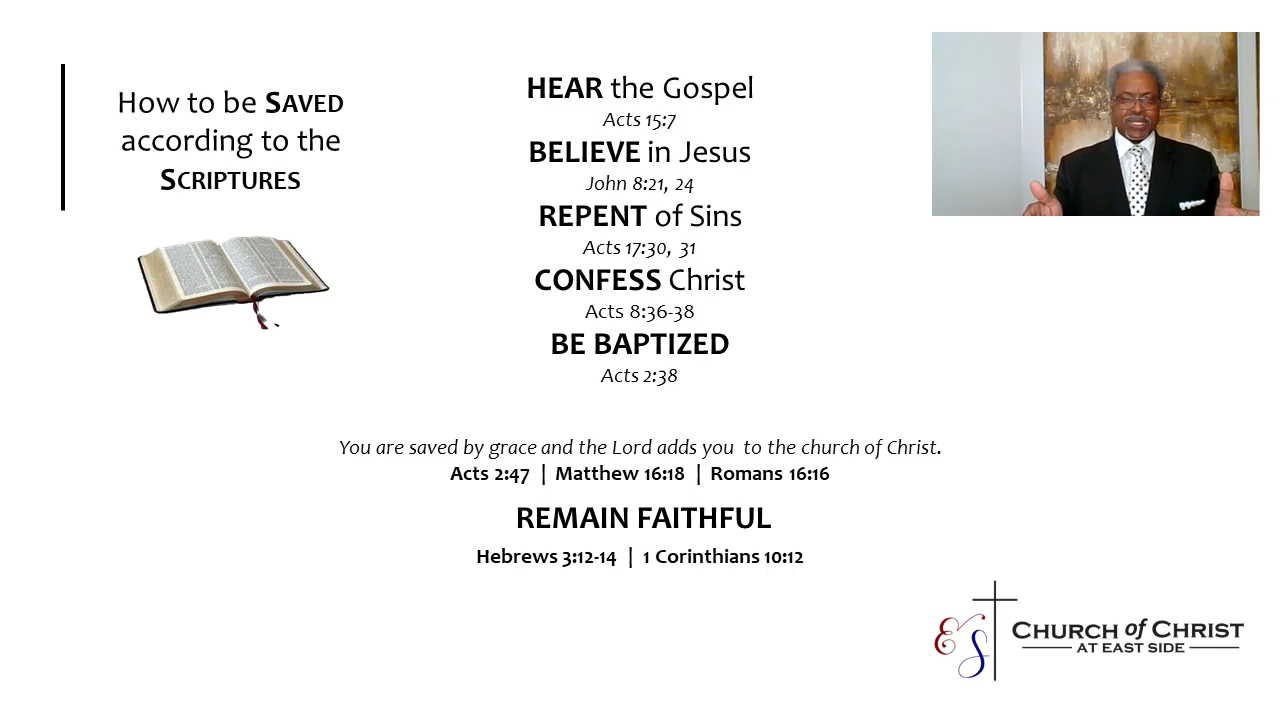 How to be SAVED
according to the
SCRIPTURES
HEAR the Gospel
Acts 15:7
BELIEVE in Jesus
John 8:21, 24
REPENT of Sins
Acts 17:30, 31
CONFESS Christ
Acts 8:36-38
BE BAPTIZED
Acts 2:38
You are saved by grace and the Lord adds you to the church of Christ.
Acts 2:47 | Matthew 16:18 | Romans 16:16
REMAIN FAITHFUL
Hebrews 3:12-14 | 1 Corinthians 10:12
ES
CHURCH of CHRIST
AT EAST SIDE